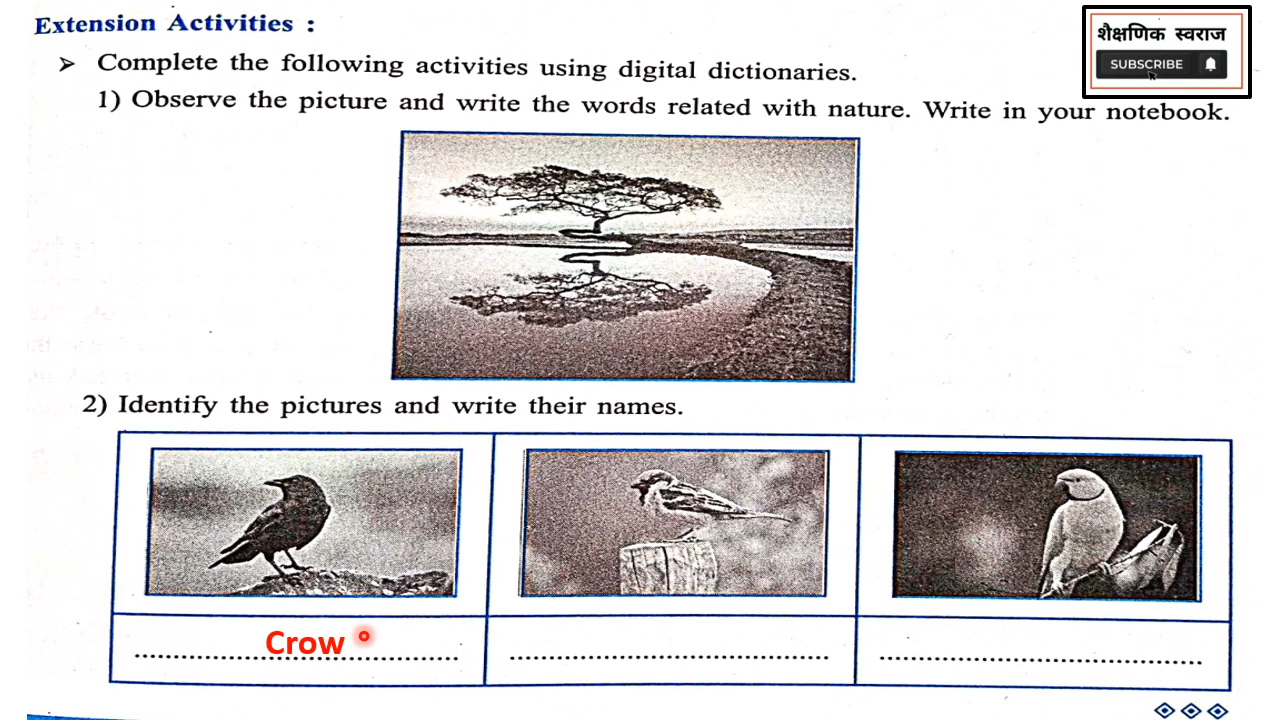 Extension Activities :
शैक्षणिक स्वराज
SUBSCRIBE
➢ Complete the following activities using digital dictionaries.
1) Observe the picture and write the words related with nature. Write in your notebook.
2) Identify the pictures and write their names.
Crow